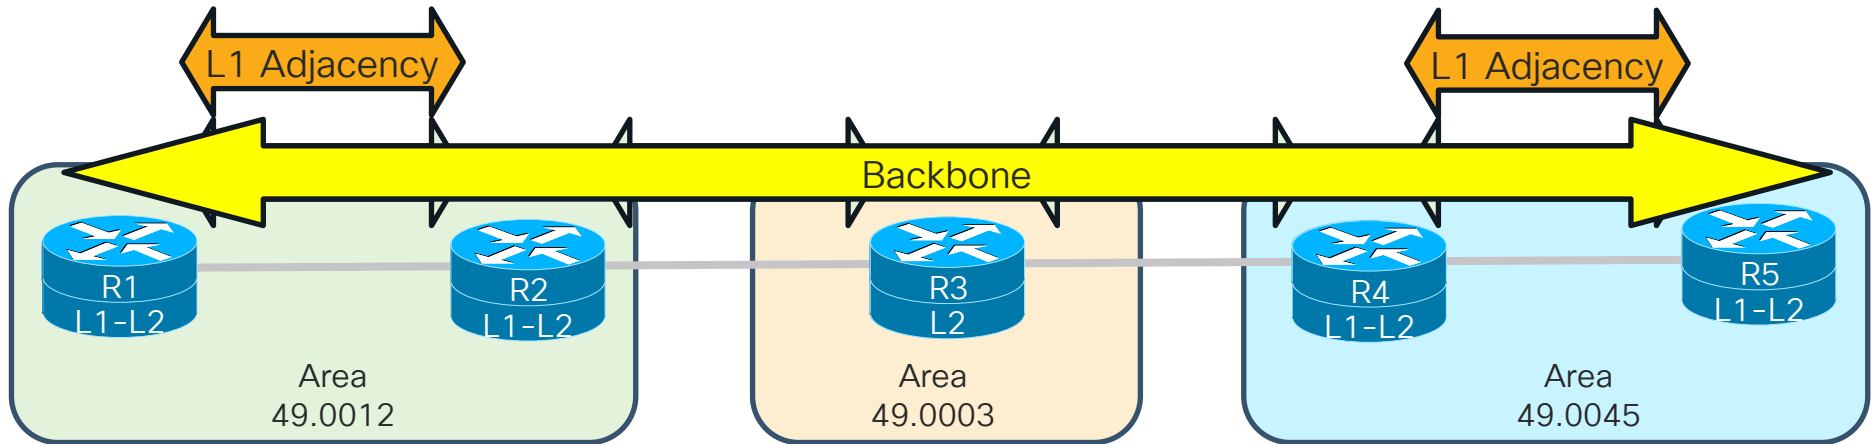 L1 Adjacency
L1 Adjacency
Backbone
R1
L1-L2
R2
L1-L2
R3
L2
R4
L1-L2
R5
L1-L2
Area
49.0012
Area
49.0003
Area
49.0045